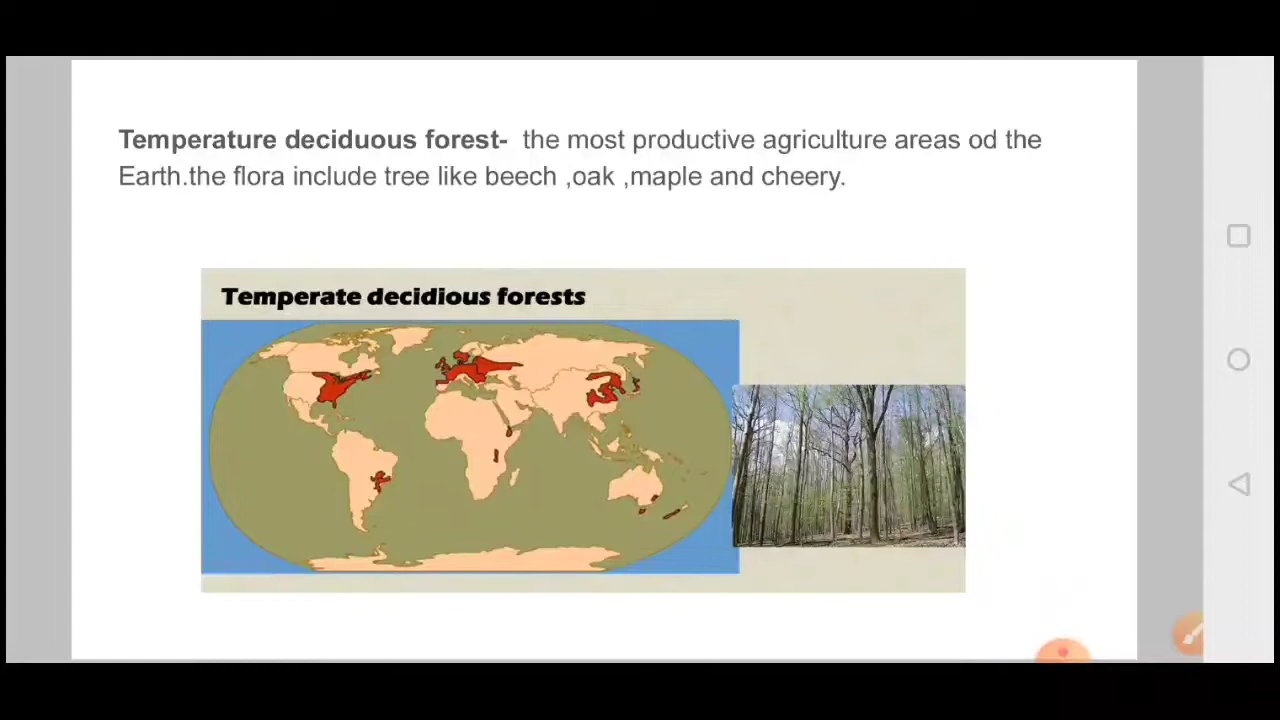 Temperature deciduous forest- the most productive agriculture areas od the
Earth.the flora include tree like beech ,oak ,maple and cheery.
Temperate decidious forests